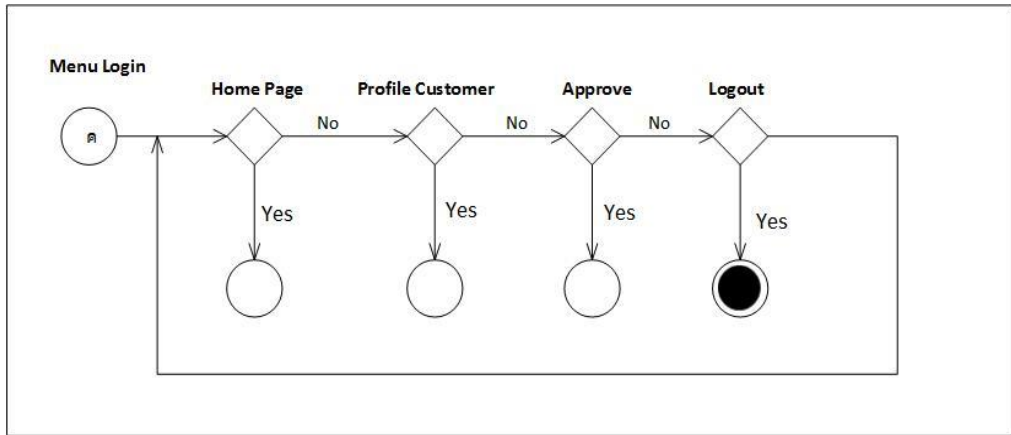 Menu Login
Home Page
Profile Customer
Approve
Logout
No
No
No
Yes
Yes
Yes
Yes